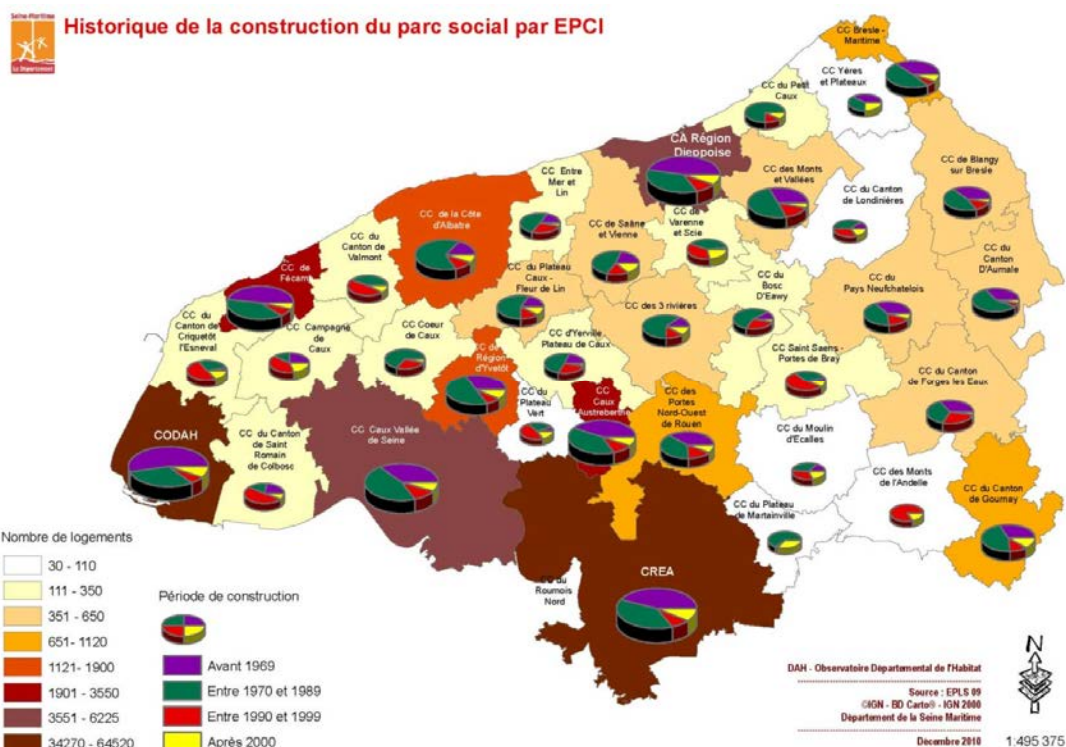 Seine-Maritime
Le Département
Historique de la construction du parc social par EPCI
CC Bresle -
Maritime
CC Yères
et Plateaux
CC du Petit
Caux
CA Région
Dieppoise
CC des Monts
et Vallées
CC de Blangy
sur Bresle
CC Entre
Mer et
Lin
CC du Canton
de Londinières
CC de la Côte
d'Albatre
CC de Saâne
et Vienne
CC de
Varenne
et Scie
CC du
Canton de
Valmont
CC du
Canton
D'Aumale
CC de
Fécamp
CC du Plateau
Caux -
Fleur de Lin
CC du
Bosc
D'Eawy
CC du
Pays Neufchatelois
CC des 3 rivières
CC du
Canton de
Criquetôt
l'Esneval
CC Campagne
de
Caux
CC Coeur
de Caux
CC d'Yerville
Plateau de Caux
CC de la
Région
d'Yvetôt
CC Saint Saens -
Portes de Bray
CC du Canton
de Forges les Eaux
CC du
Plateau
Vert
CC
Caux
Austreberthe
CC des
Portes
Nord-Ouest
de Rouen
CC du Moulin
d'Ecalles
CODAH
CC du Canton
de Saint
Romain
de Colbosc
CC Caux Vallée
de Seine
CC des Monts
de l'Andelle
CC du Canton
de Gournay
CC du Plateau
de Martainville
CREA
CC du
Roumois
Nord
Nombre de logements
30 - 110
111 - 350
351 - 650
651- 1120
1121- 1900
1901 - 3550
3551 - 6225
34270 - 64520
Période de construction
Avant 1969
Entre 1970 et 1989
Entre 1990 et 1999
Après 2000
N
DAH - Observatoire Départemental de l'Habitat
Source : EPLS 09
©IGN - BD Carto® - IGN 2000
Département de la Seine Maritime
Décembre 2010
1:495 375